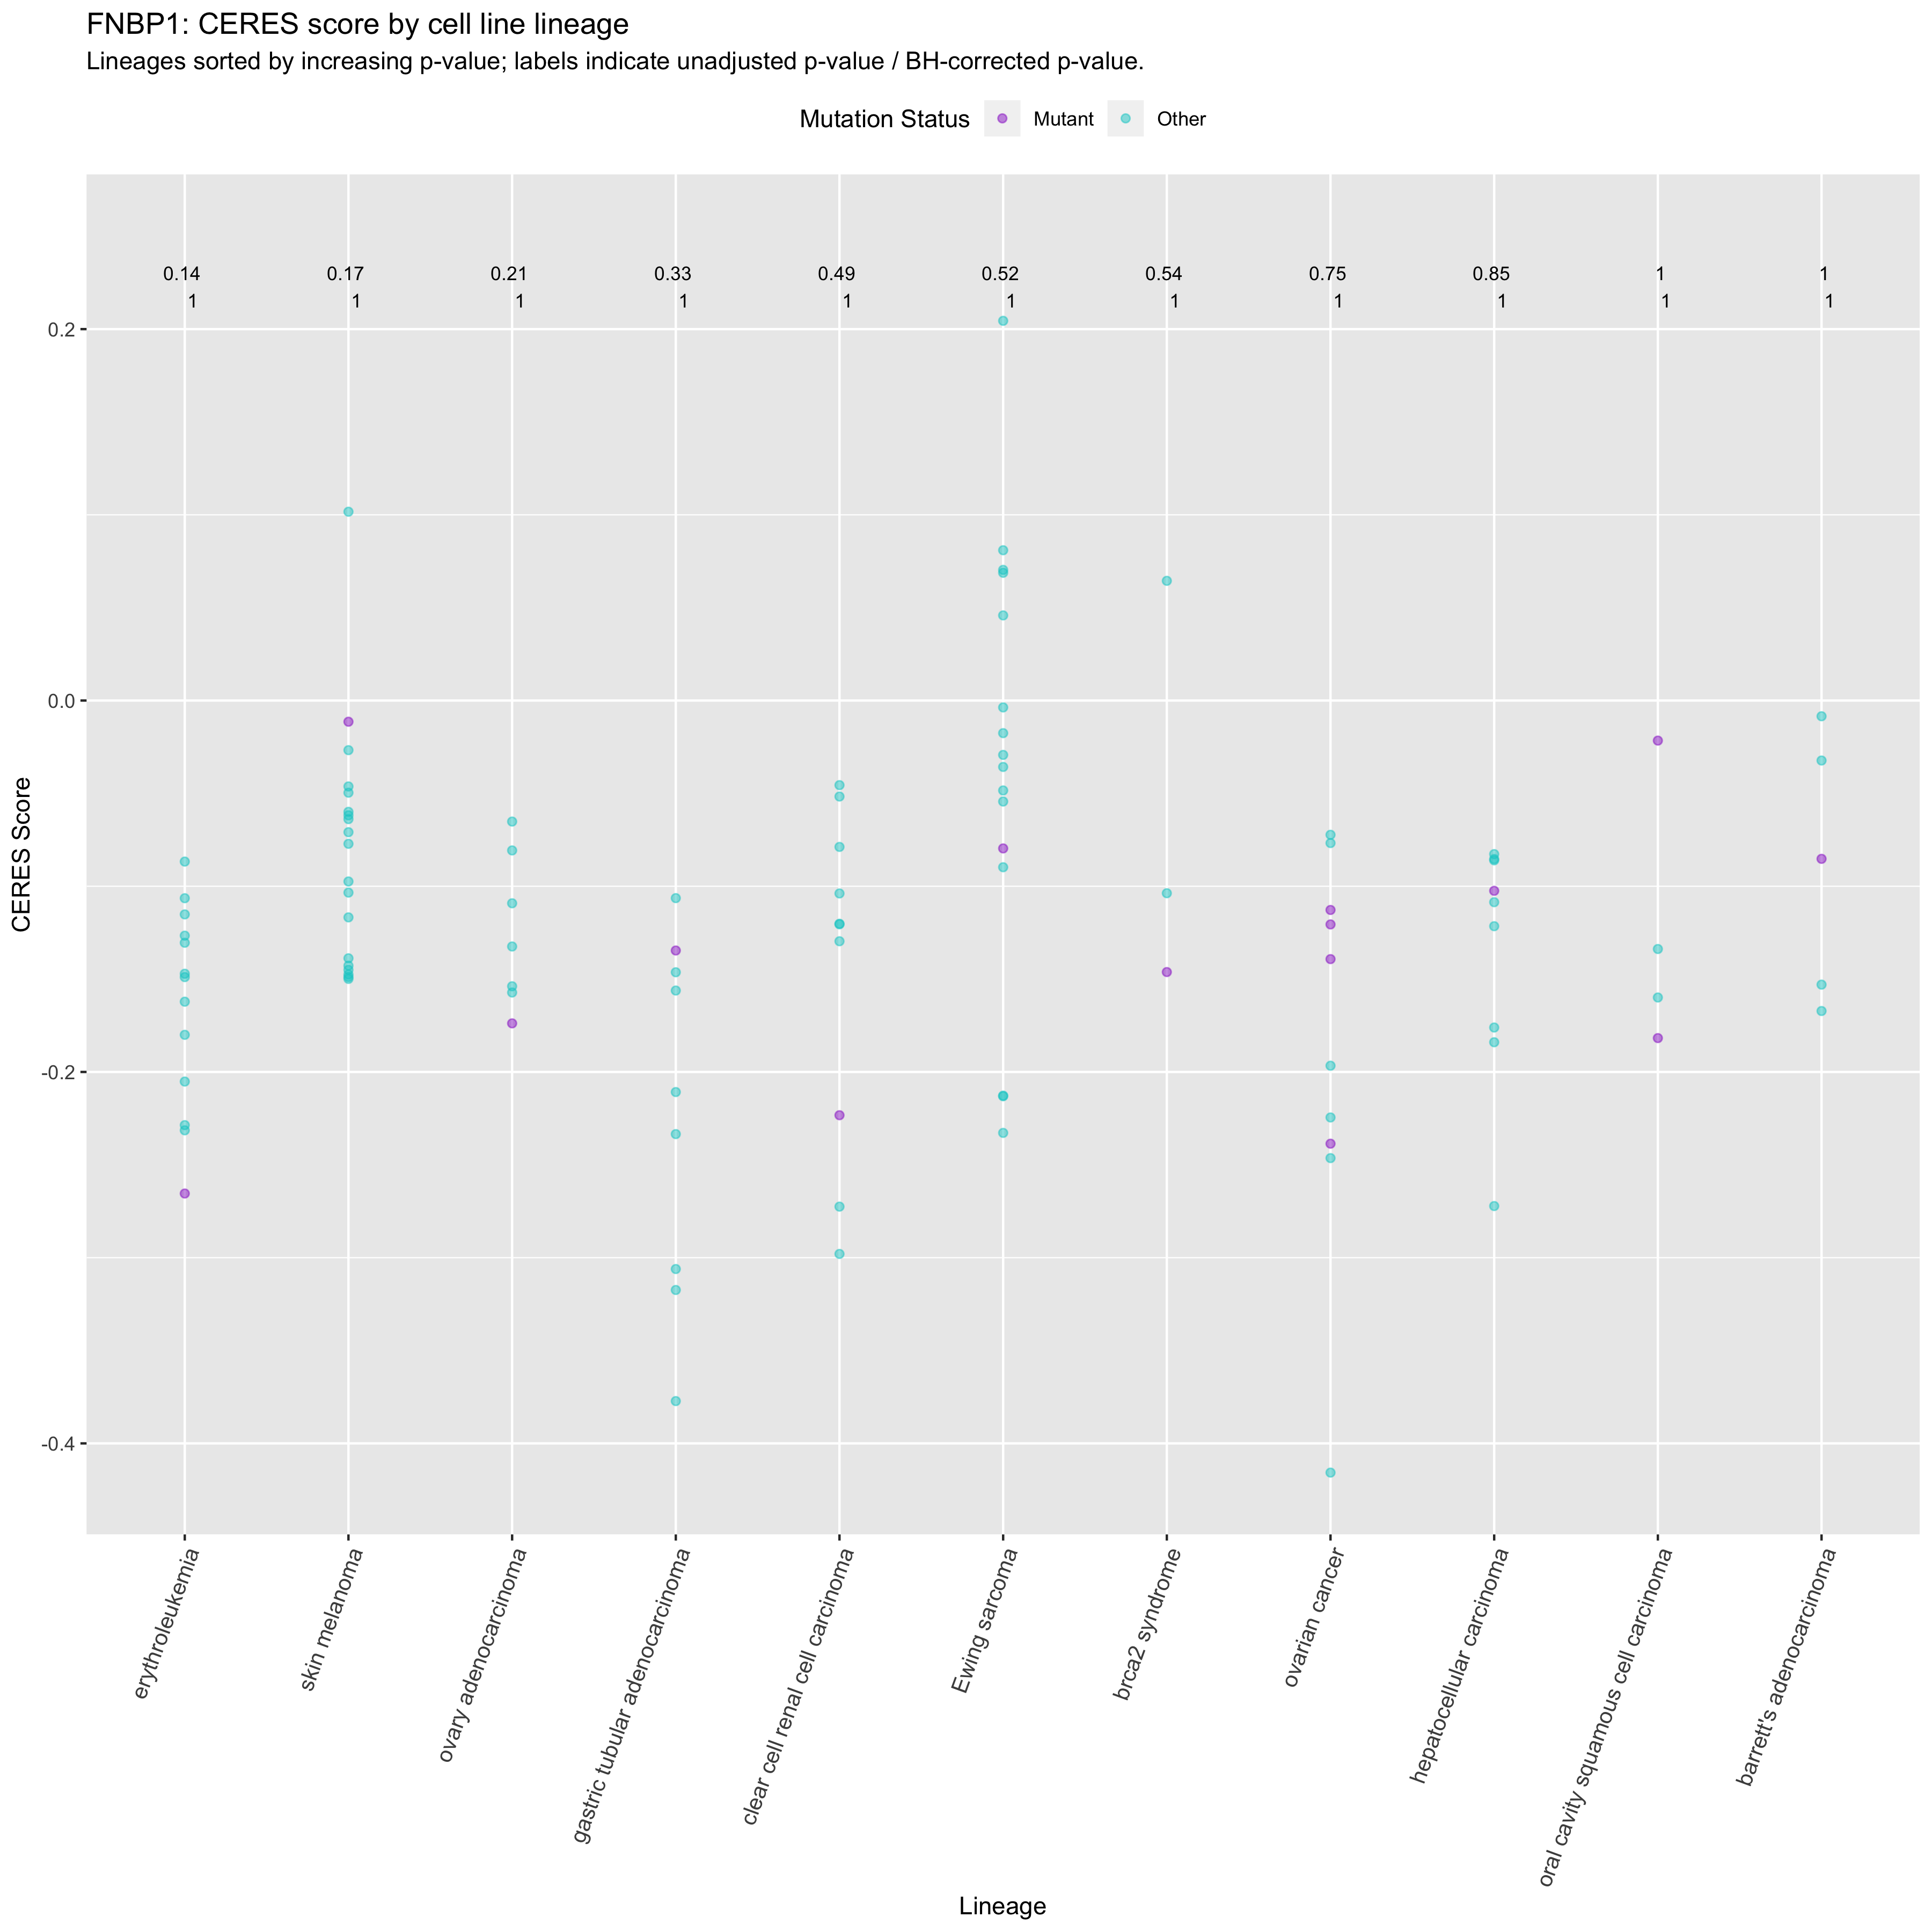 FNBP1: CERES score by cell line lineage
Lineages sorted by increasing p-value; labels indicate unadjusted p-value / BH-corrected p-value.
Mutation Status Mutant Other
0.14 0.17 0.21 0.33 0.49 0.52 0.54 0.75 0.85 1 1
1 1 1 1 1 1 1 1 1 1 1
0.2
0.0
-0.2
-0.4
CERES Score
erythroleukemia
skin melanoma
ovary adenocarcinoma
gastric tubular adenocarcinoma
clear cell renal cell carcinoma
Ewing sarcoma
brca2 syndrome
ovarian cancer
hepatocellular carcinoma
oral cavity squamous cell carcinoma
barrett's adenocarcinoma
Lineage